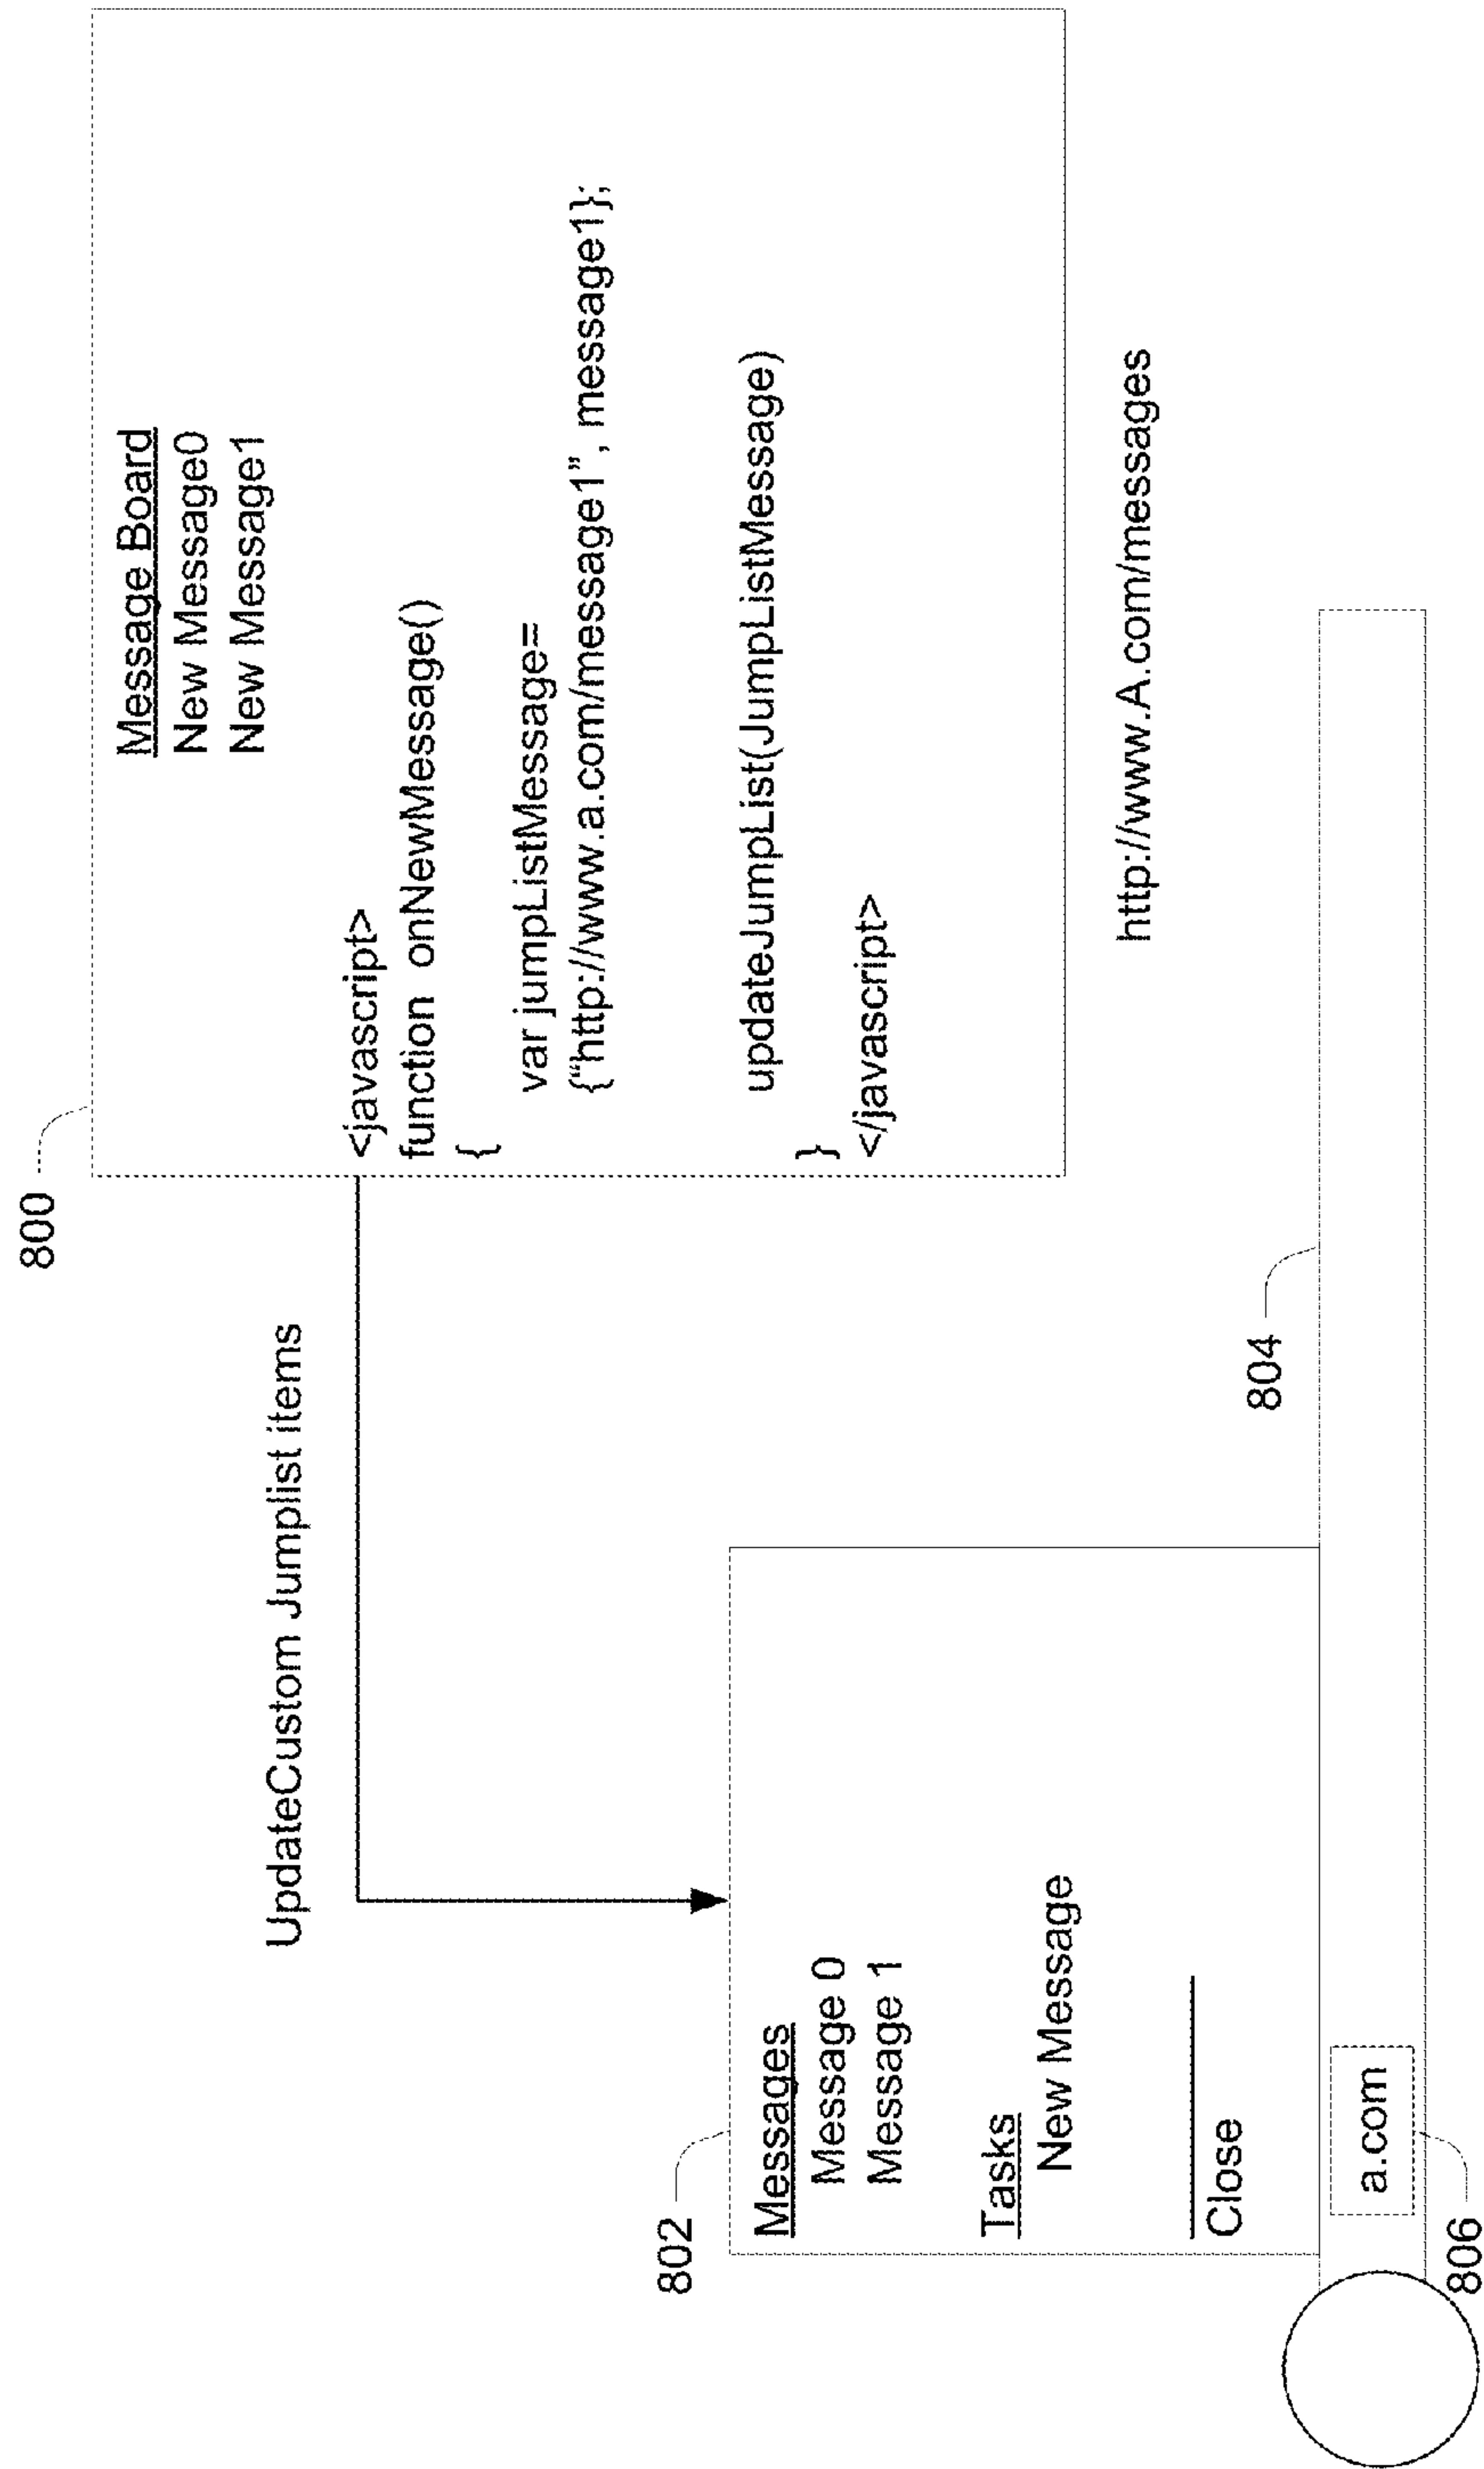 800
Message Board
New Message0
New Message1
<javascript>
function onNewMessage()
{
var jumpListMessage=
{“http://www.a.com/message1”, message1};
updateJumpList(JumpListMessage)
}
</javascript>
http://www.A.com/messages
UpdateCustom Jumplist items
802
Messages
Message 0
Message 1
Tasks
New Message
Close
804
a.com
806